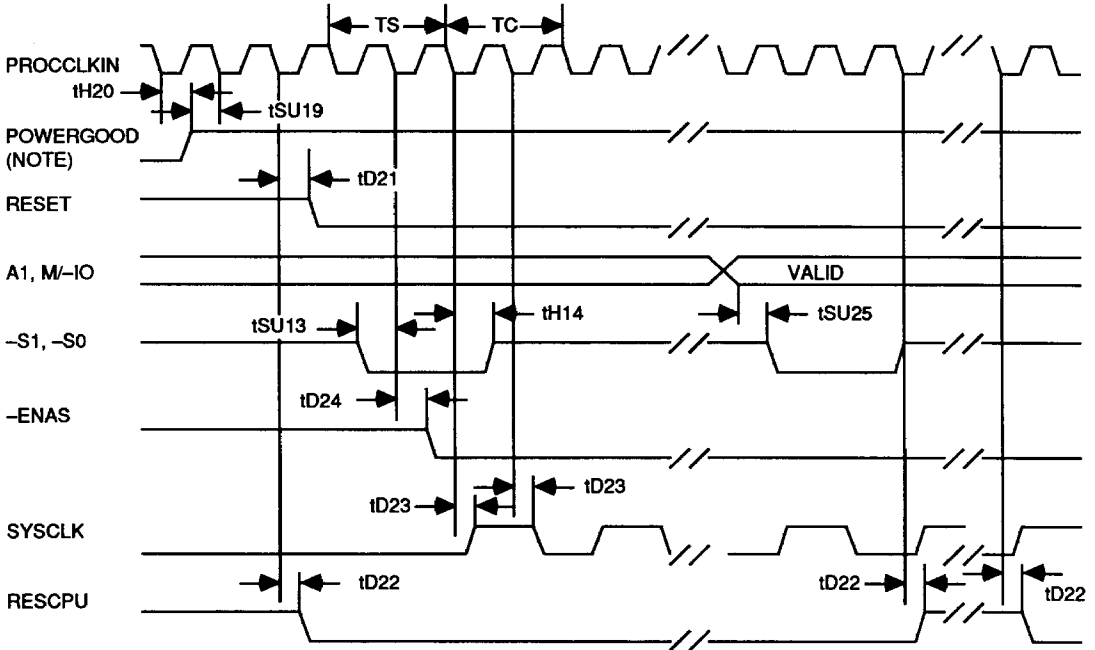 TS TC
PROCCLKIN
tH20
tSU19
POWERGOOD
(NOTE)
tD21
RESET
A1, M/–IO
VALID
tSU13
tH14
tSU25
–S1, –S0
tD24
–ENAS
tD23
tD23
SYSCLK
tD22
tD22
tD22
RESCPU